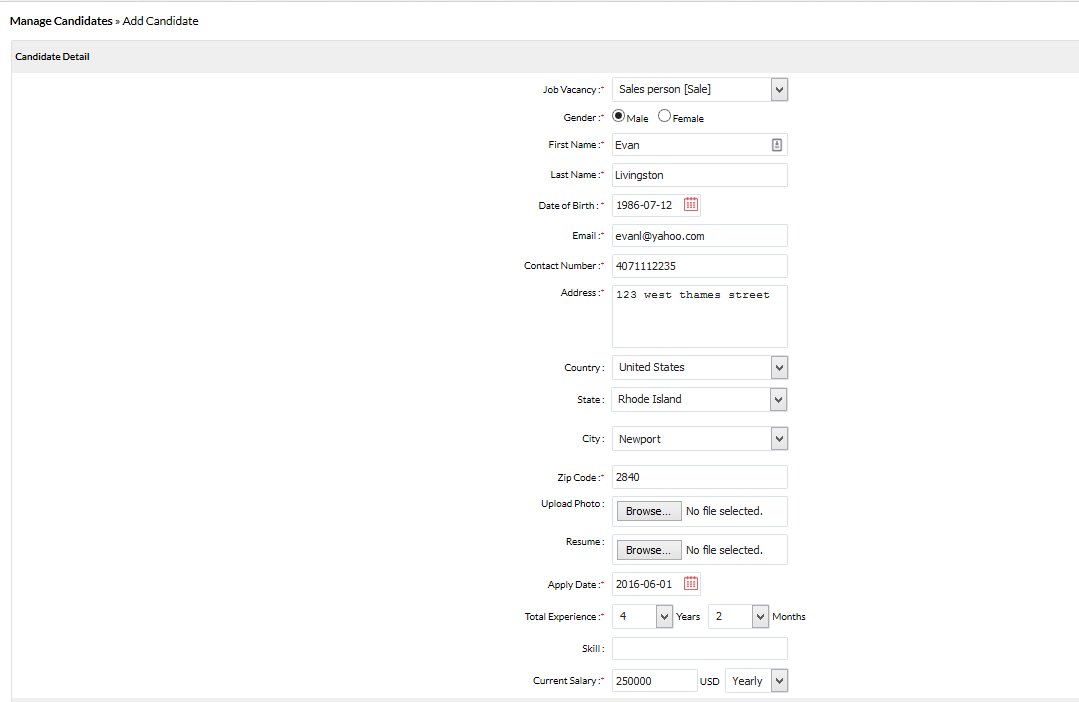 Manage Candidates » Add Candidate
Candidate Detail
Job Vacancy :* Sales person [Sale]
Gender :* Male Female
First Name :* Evan
Last Name :* Livingston
Date of Birth : * 1986-07-12
Email :* evanl@yahoo.com
Contact Number :* 4071112235
Address :* 123 west thames street
Country : United States
State : Rhode Island
City : Newport
Zip Code :* 2840
Upload Photo : Browse... No file selected.
Resume : Browse... No file selected.
Apply Date :* 2016-06-01
Total Experience :* 4 Years 2 Months
Skill :
Current Salary :* 250000 USD Yearly